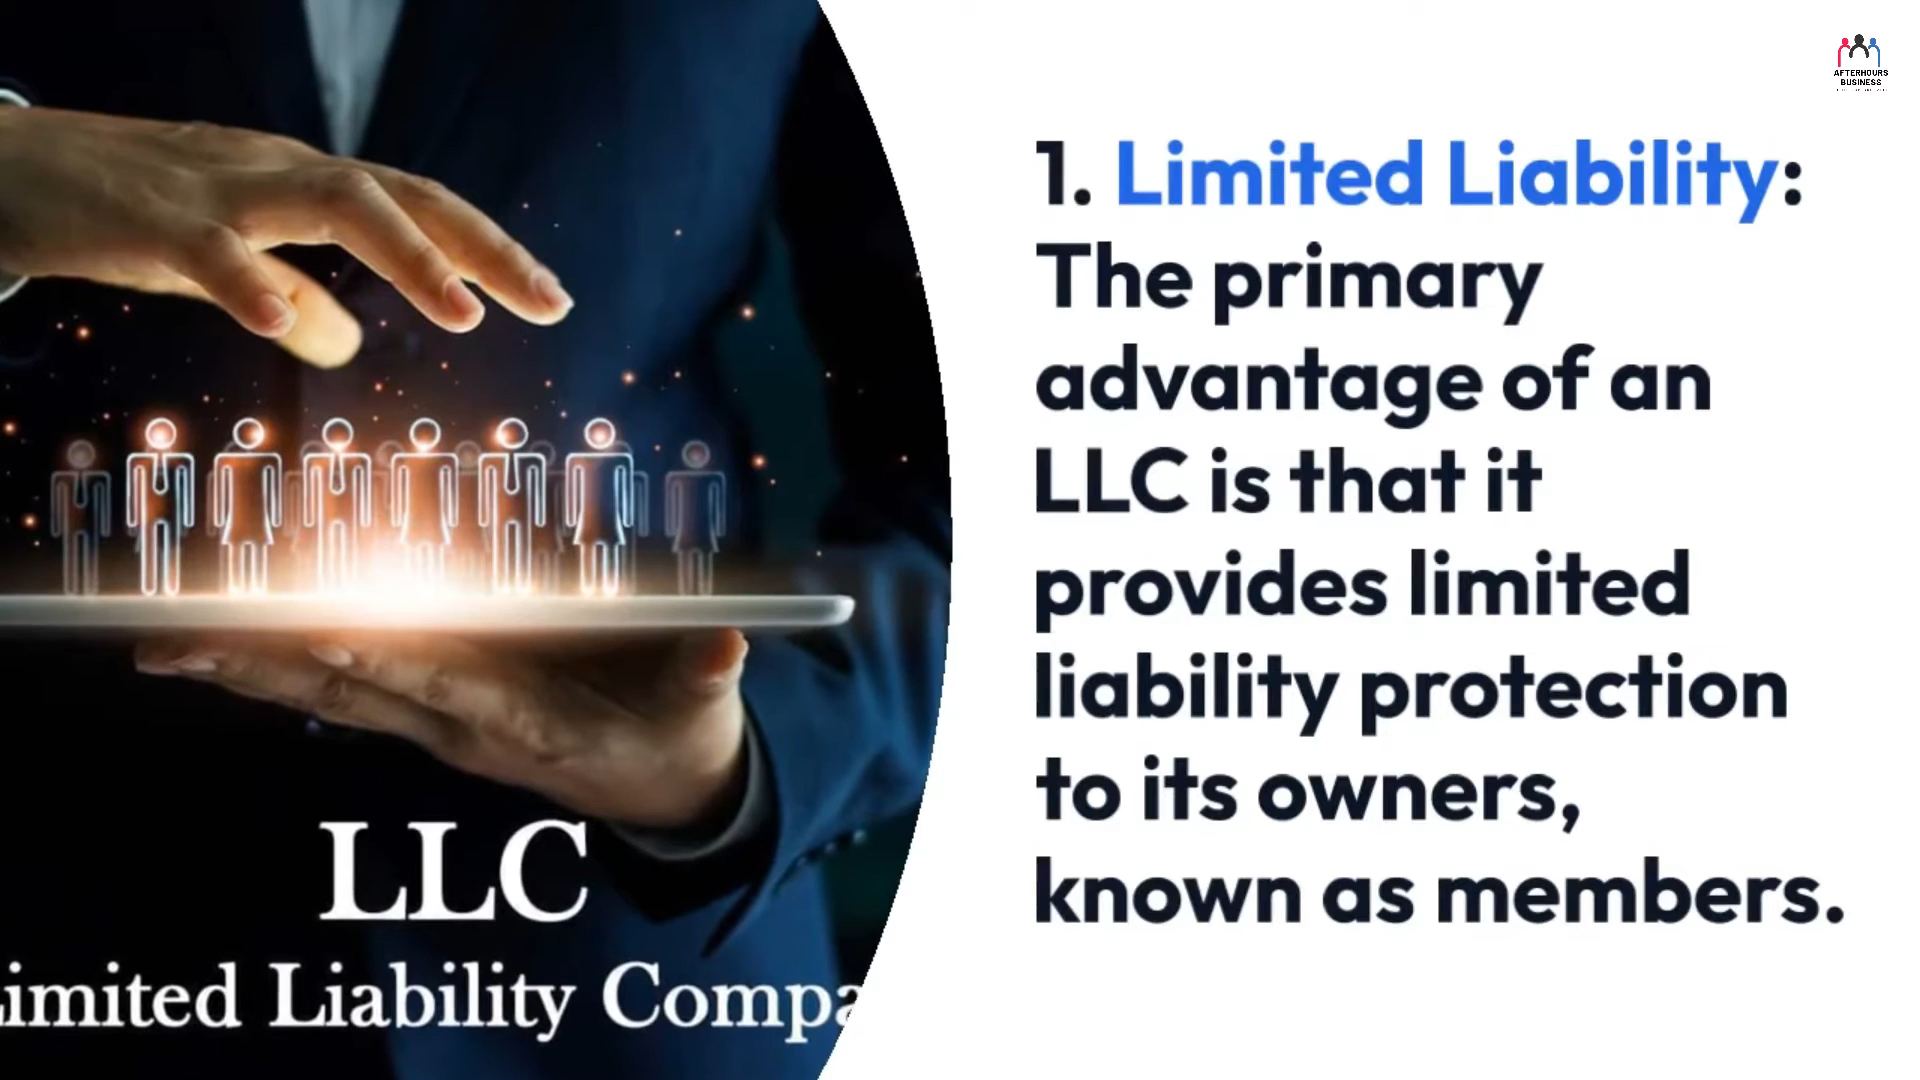 AFTERHOURS
BUSINESS
1. Limited Liability:
The primary
advantage of an
LLC is that it
provides limited
liability protection
to its owners,
known as members.
LLC
Limited Liability Compa